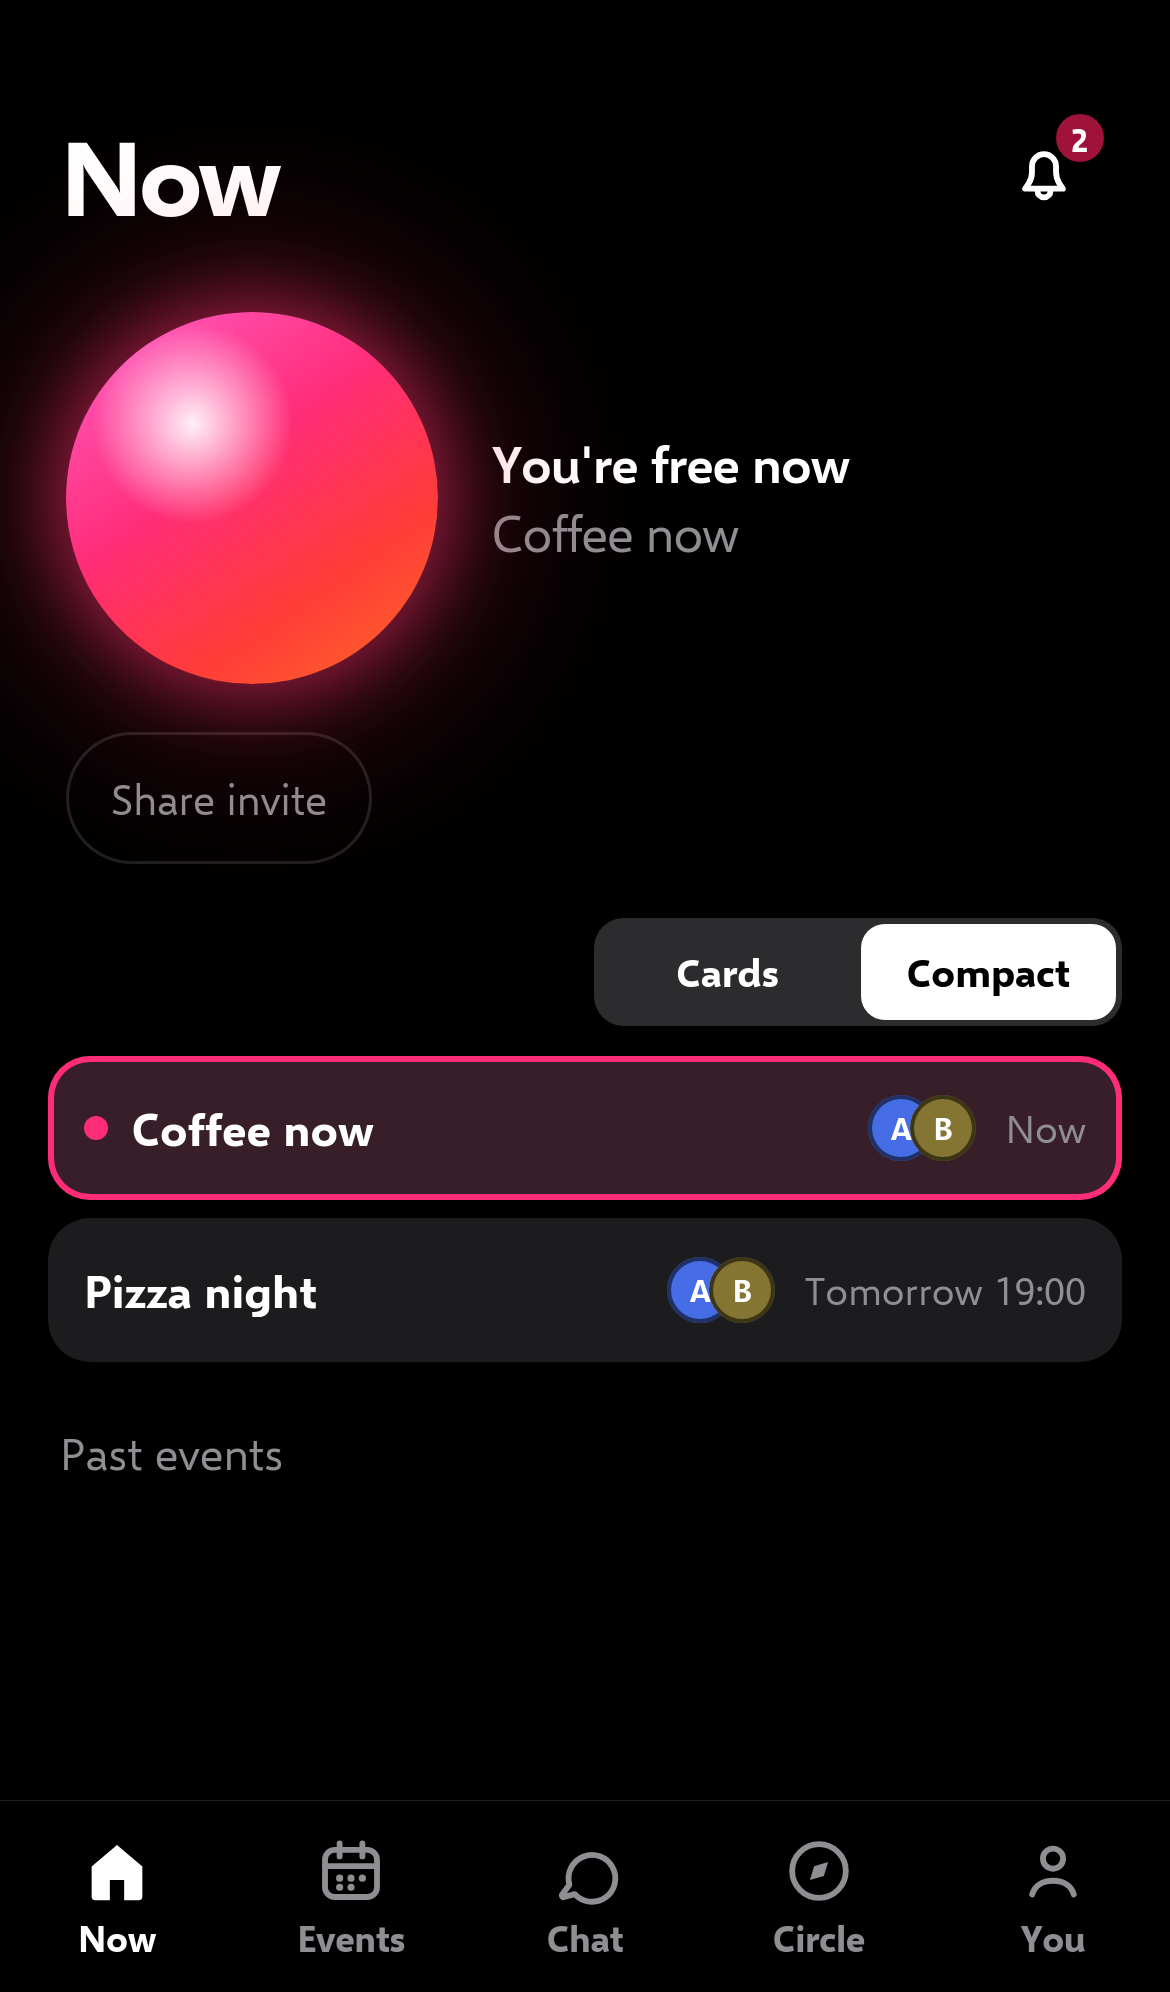 Now
2
You're free now
Coffee now
Share invite
Cards
Compact
Coffee now
A
B
Now
Pizza night
A
B
Tomorrow 19:00
Past events
Now
Events
Chat
Circle
You